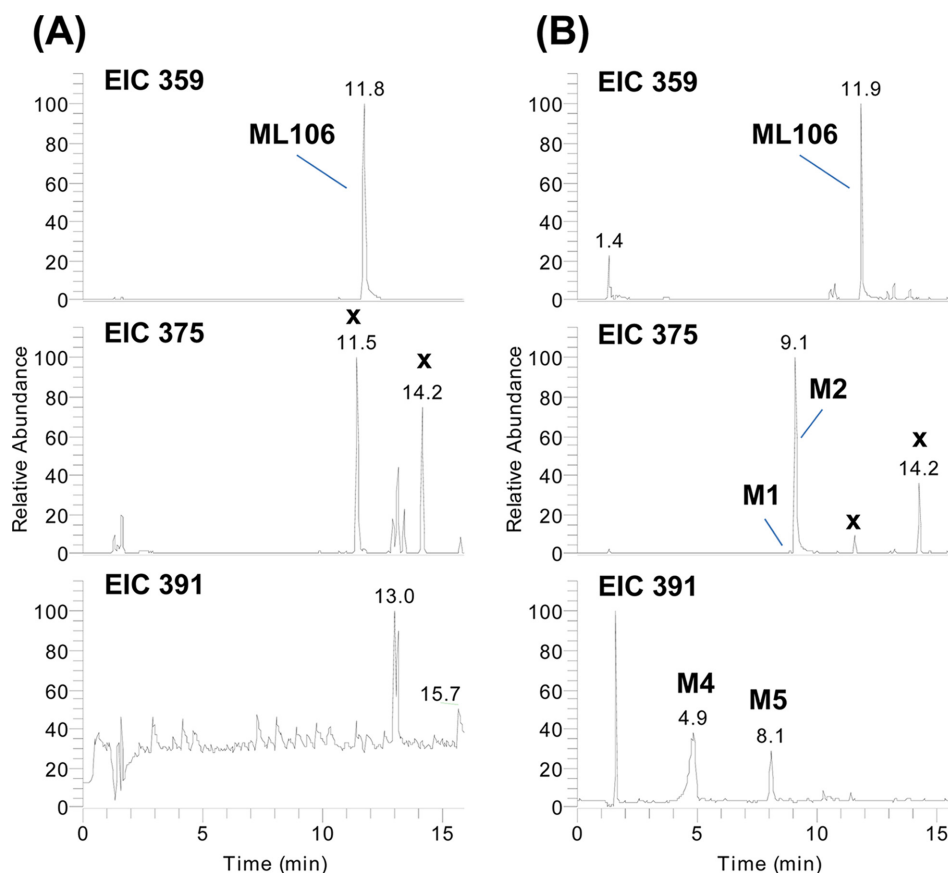 (A)
EIC 359
11.8
ML106
100
80
60
40
20
0
EIC 375
x
11.5
x
14.2
100
80
60
40
20
0
Relative Abundance
EIC 391
13.0
15.7
100
80
60
40
20
0
0 5 10 15
Time (min)
(B)
EIC 359
11.9
ML106
1.4
100
80
60
40
20
0
EIC 375
9.1
M2
M1
x
x
14.2
100
80
60
40
20
0
Relative Abundance
EIC 391
M4
4.9
M5
8.1
100
80
60
40
20
0
0 5 10 15
Time (min)